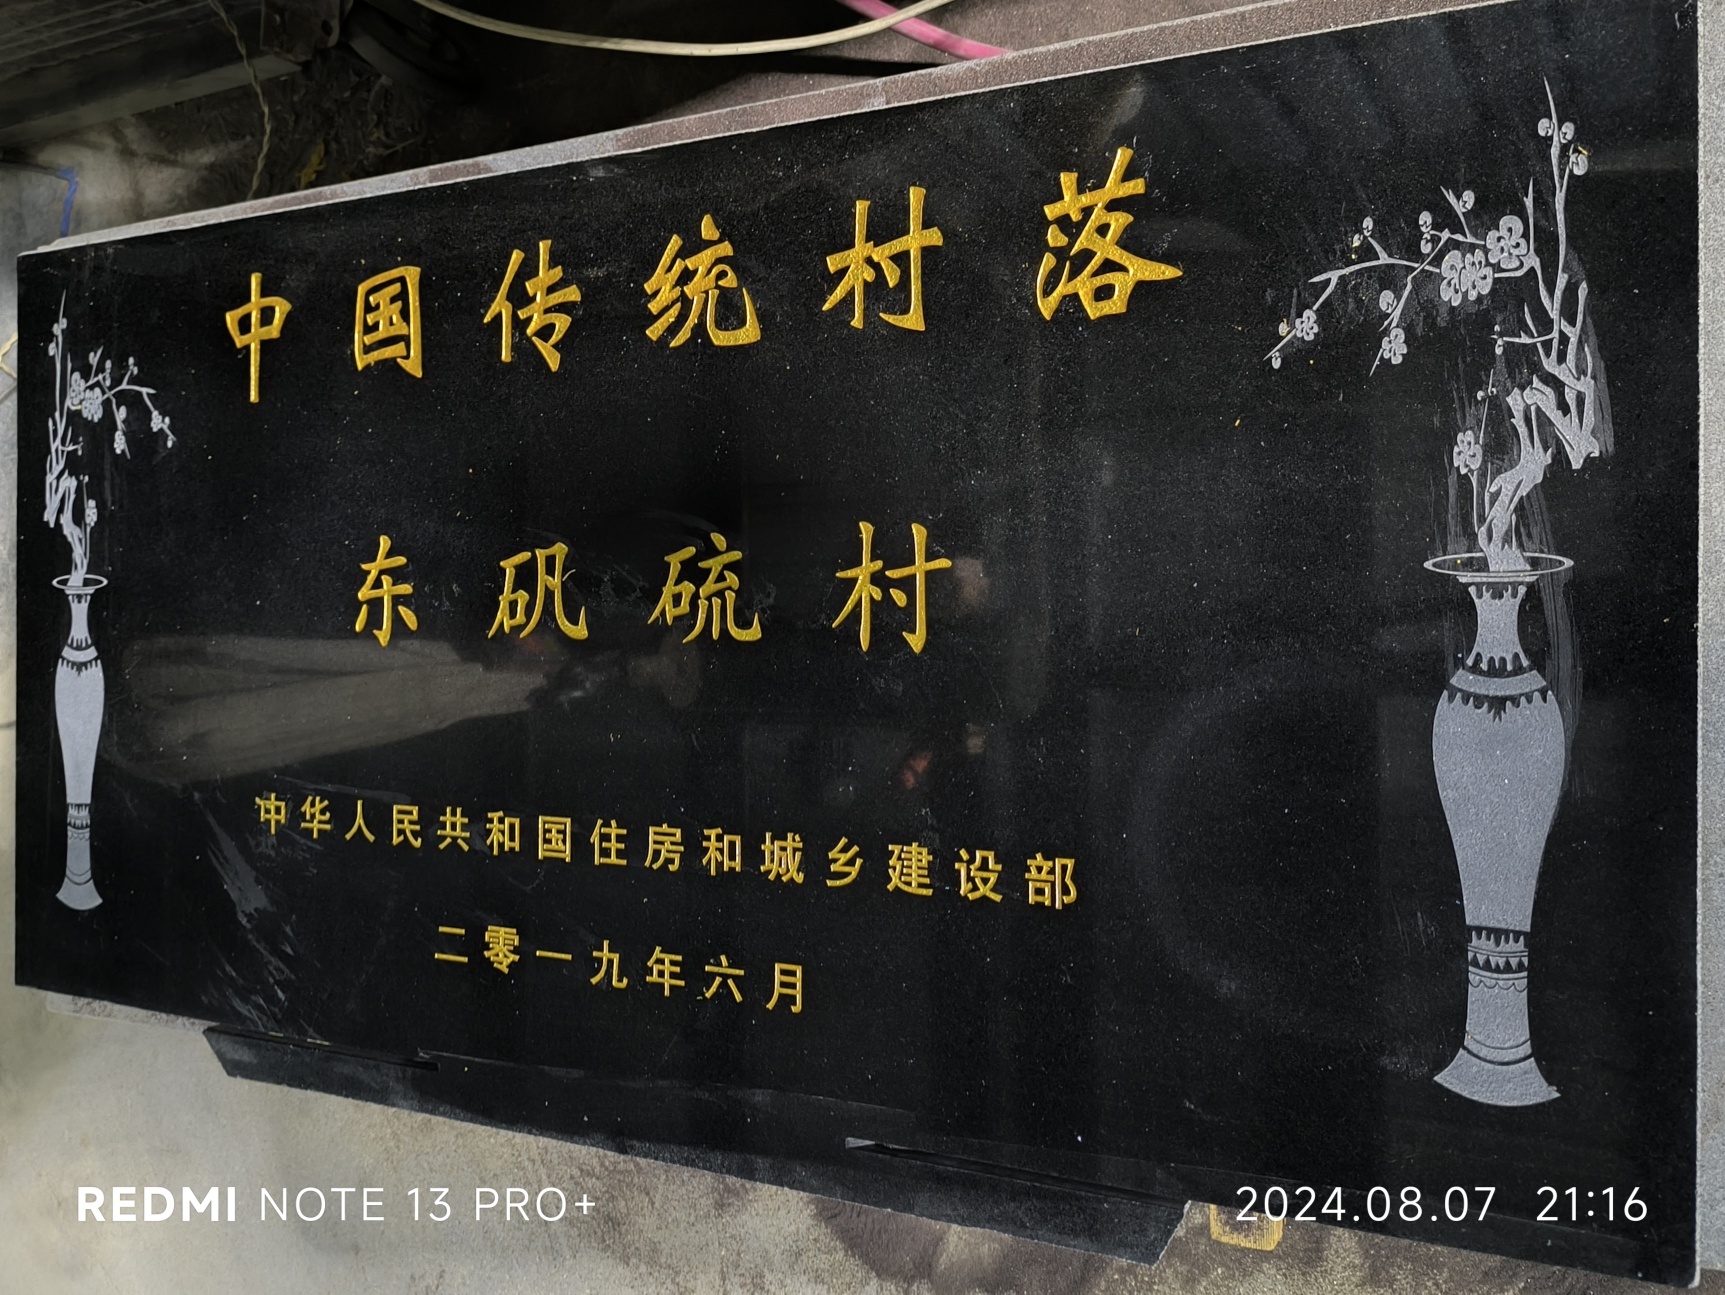 中国传统村落
东矾硫村
中华人民共和国住房和城乡建设部
二零一九年六月
REDMI NOTE 13 PRO+
2024.08.07 21:16